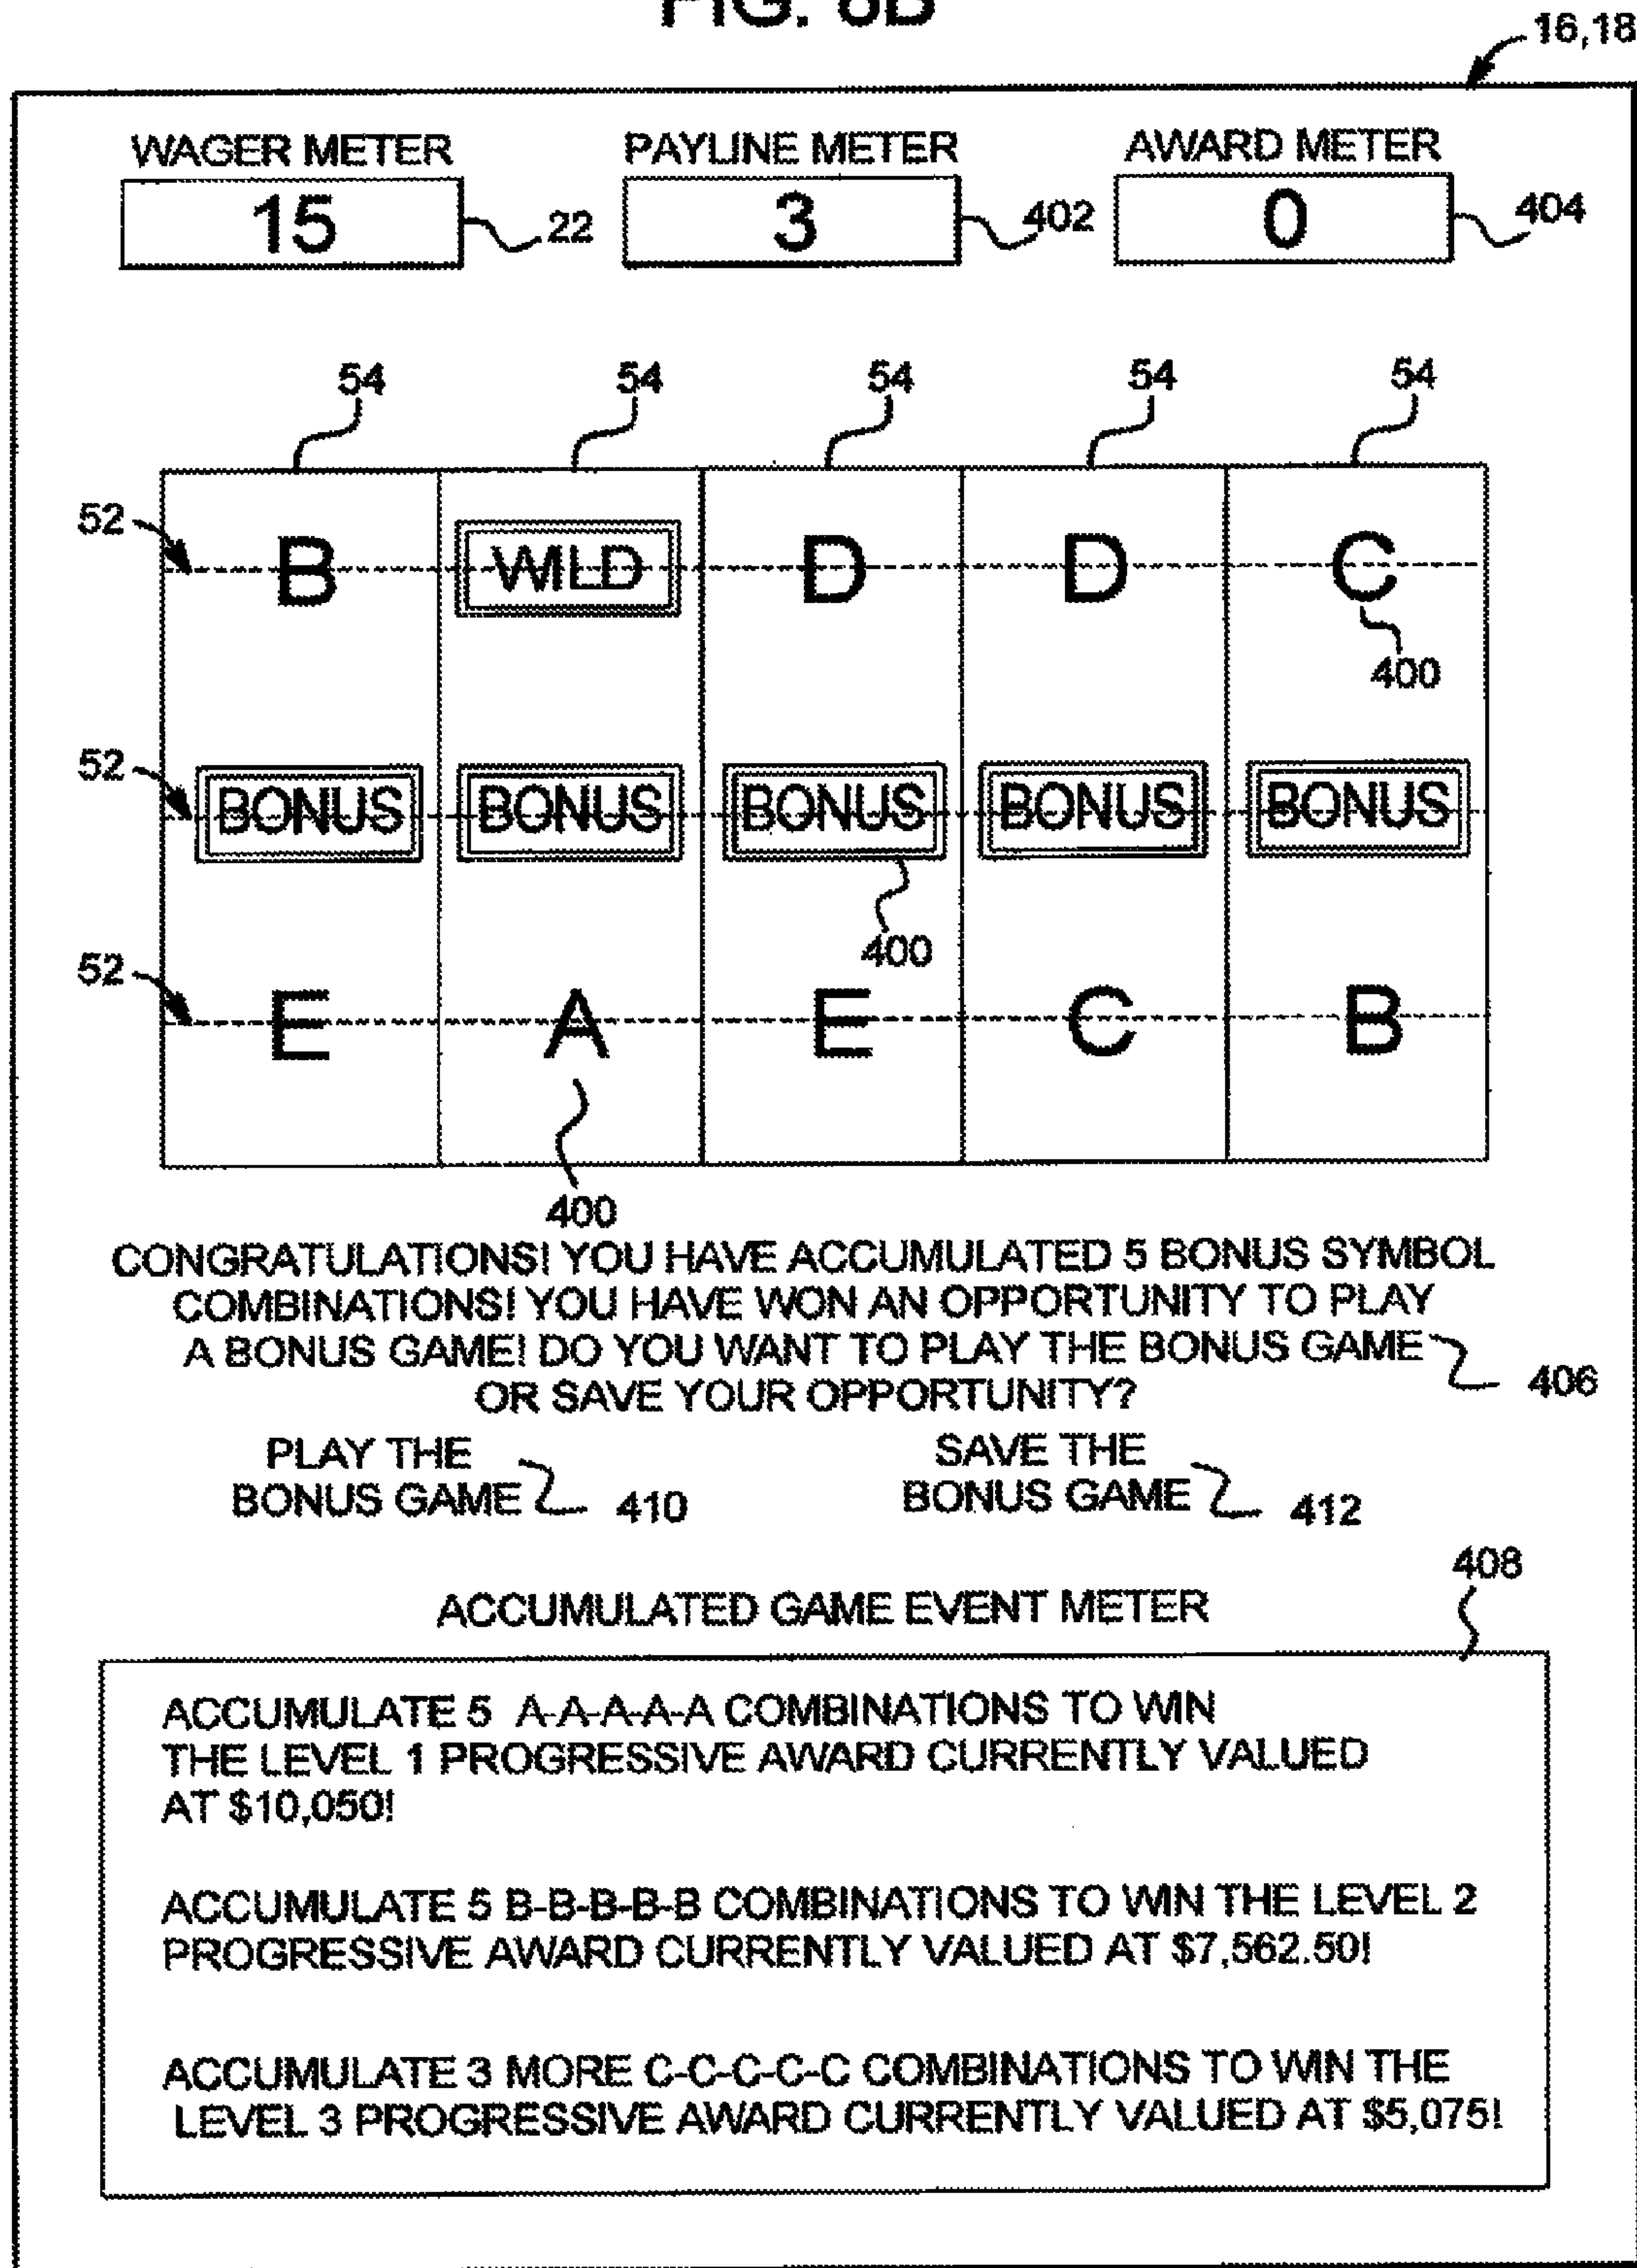 FIG. 8B
16,18
WAGER METER PAYLINE METER AWARD METER
15 22 3 402 0 404
54 54 54 54 54
52 B WILD D D C
400
52 BONUS BONUS BONUS BONUS BONUS
400
52 E A E C B
400
CONGRATULATIONS! YOU HAVE ACCUMULATED 5 BONUS SYMBOL
COMBINATIONS! YOU HAVE WON AN OPPORTUNITY TO PLAY
A BONUS GAME! DO YOU WANT TO PLAY THE BONUS GAME
OR SAVE YOUR OPPORTUNITY?
406
PLAY THE
BONUS GAME
410
SAVE THE
BONUS GAME
412
408
ACCUMULATED GAME EVENT METER
ACCUMULATE 5 A-A-A-A-A COMBINATIONS TO WIN
THE LEVEL 1 PROGRESSIVE AWARD CURRENTLY VALUED
AT $10,050!
ACCUMULATE 5 B-B-B-B-B COMBINATIONS TO WIN THE LEVEL 2
PROGRESSIVE AWARD CURRENTLY VALUED AT $7,562.50!
ACCUMULATE 3 MORE C-C-C-C-C COMBINATIONS TO WIN THE
LEVEL 3 PROGRESSIVE AWARD CURRENTLY VALUED AT $5,075!